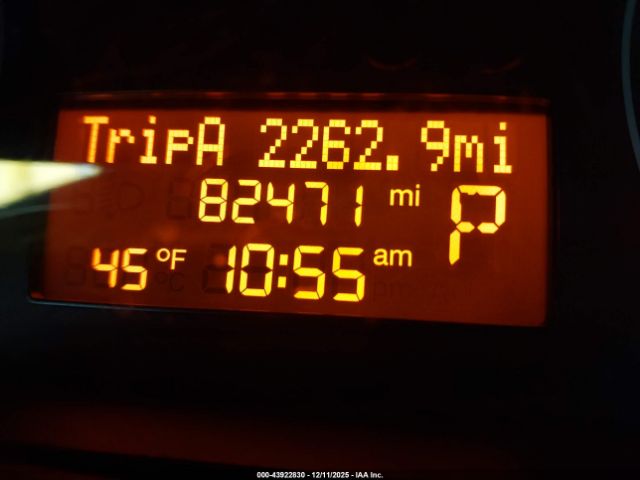 TripA 2262.9mi
82471 mi P
45°F 10:55 am
000-43922830 - 12/11/2025 - IAA Inc.